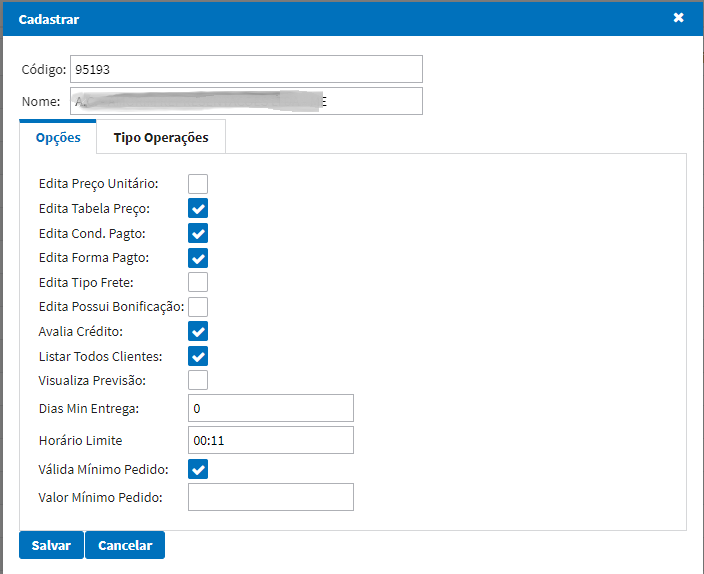 Cadastrar
Código: 95193
Nome:
Opções Tipo Operações
Edita Preço Unitário:
Edita Tabela Preço:
Edita Cond. Pagto:
Edita Forma Pagto:
Edita Tipo Frete:
Edita Possui Bonificação:
Avalia Crédito:
Listar Todos Clientes:
Visualiza Previsão:
Dias Min Entrega: 0
Horário Limite 00:11
Válida Mínimo Pedido:
Valor Mínimo Pedido:
Salvar Cancelar